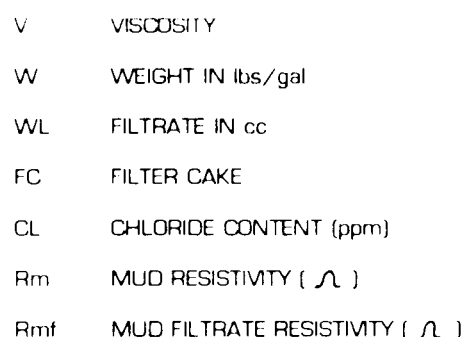 V VISCOSITY
W WEIGHT IN lbs/gal
WL FILTRATE IN cc
FC FILTER CAKE
CL CHLORIDE CONTENT (ppm)
Rm MUD RESISTIVITY ( Ω )
Rmf MUD FILTRATE RESISTIVITY ( Ω )